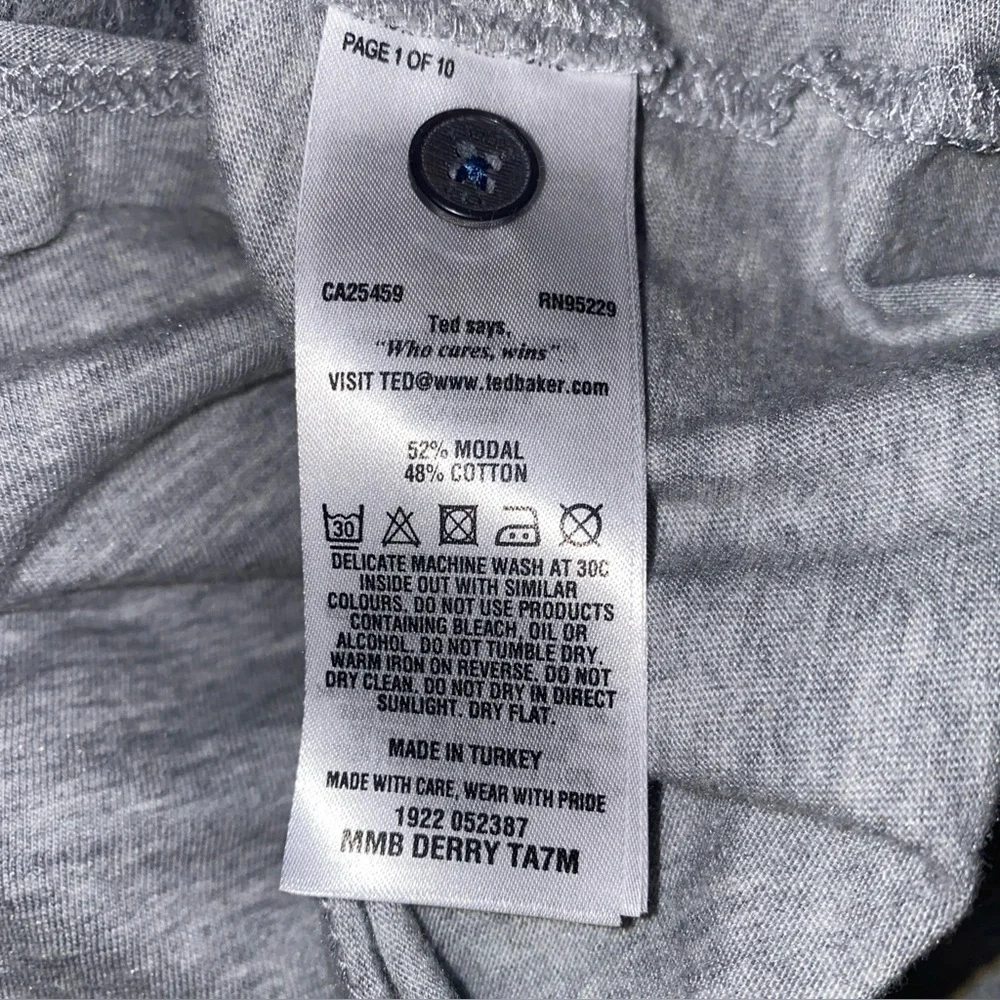 PAGE 1 OF 10
CA25459 RN95229
Ted says,
"Who cares, wins".
VISIT TED@www.tedbaker.com
52% MODAL
48% COTTON
30
DELICATE MACHINE WASH AT 30C
INSIDE OUT WITH SIMILAR
COLOURS. DO NOT USE PRODUCTS
CONTAINING BLEACH, OIL OR
ALCOHOL. DO NOT TUMBLE DRY.
WARM IRON ON REVERSE. DO NOT
DRY CLEAN. DO NOT DRY IN DIRECT
SUNLIGHT. DRY FLAT.
MADE IN TURKEY
MADE WITH CARE, WEAR WITH PRIDE
1922 052387
MMB DERRY TA7M